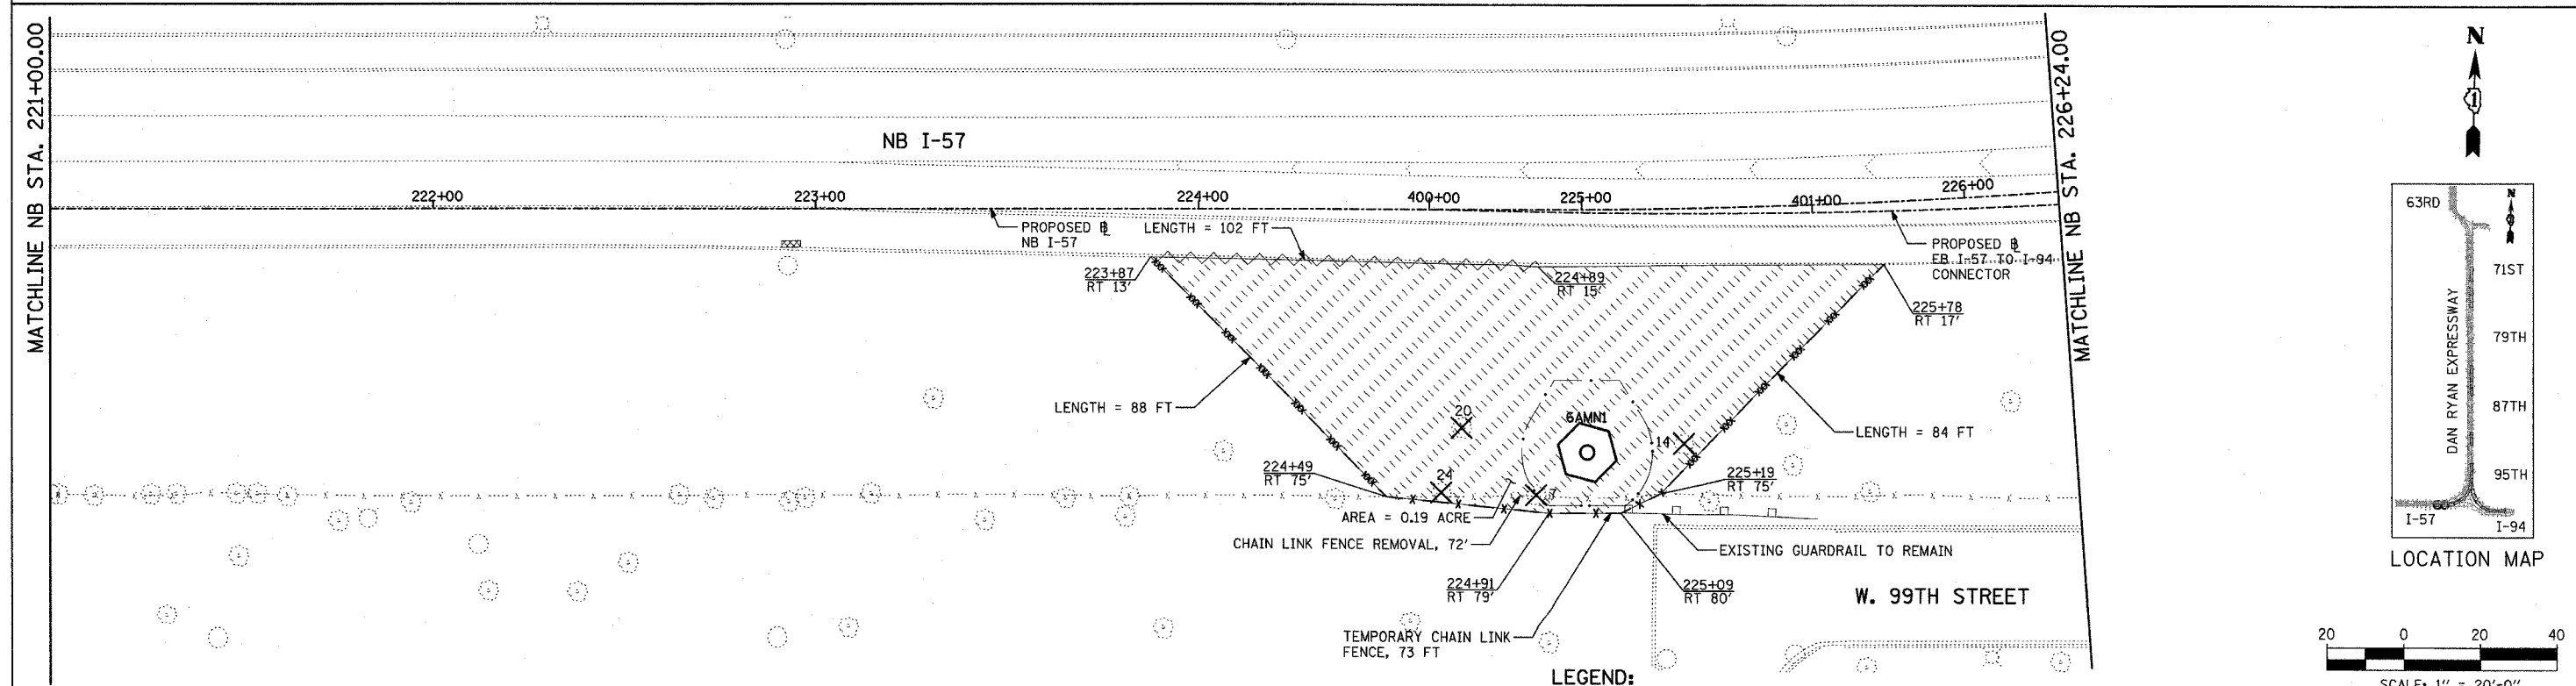 MATCHLINE NB STA. 221+00.00
NB I-57
222+00
223+00
224+00
400+00
225+00
401+00
226+00
MATCHLINE NB STA. 226+24.00
PROPOSED ℄
NB I-57
LENGTH = 102 FT
PROPOSED ℄
EB I-57 TO I-94
CONNECTOR
223+87
RT 13'
224+89
RT 15'
225+78
RT 17'
LENGTH = 88 FT
20
6AMN1
14
LENGTH = 84 FT
224+49
RT 75'
24
7
225+19
RT 75'
AREA = 0.19 ACRE
CHAIN LINK FENCE REMOVAL, 72'
EXISTING GUARDRAIL TO REMAIN
224+91
RT 79'
225+09
RT 80'
W. 99TH STREET
TEMPORARY CHAIN LINK
FENCE, 73 FT
LEGEND:
N
1
63RD
N
71ST
79TH
DAN RYAN EXPRESSWAY
87TH
95TH
I-57
I-94
LOCATION MAP
20 0 20 40
SCALE: 1" = 20'-0"